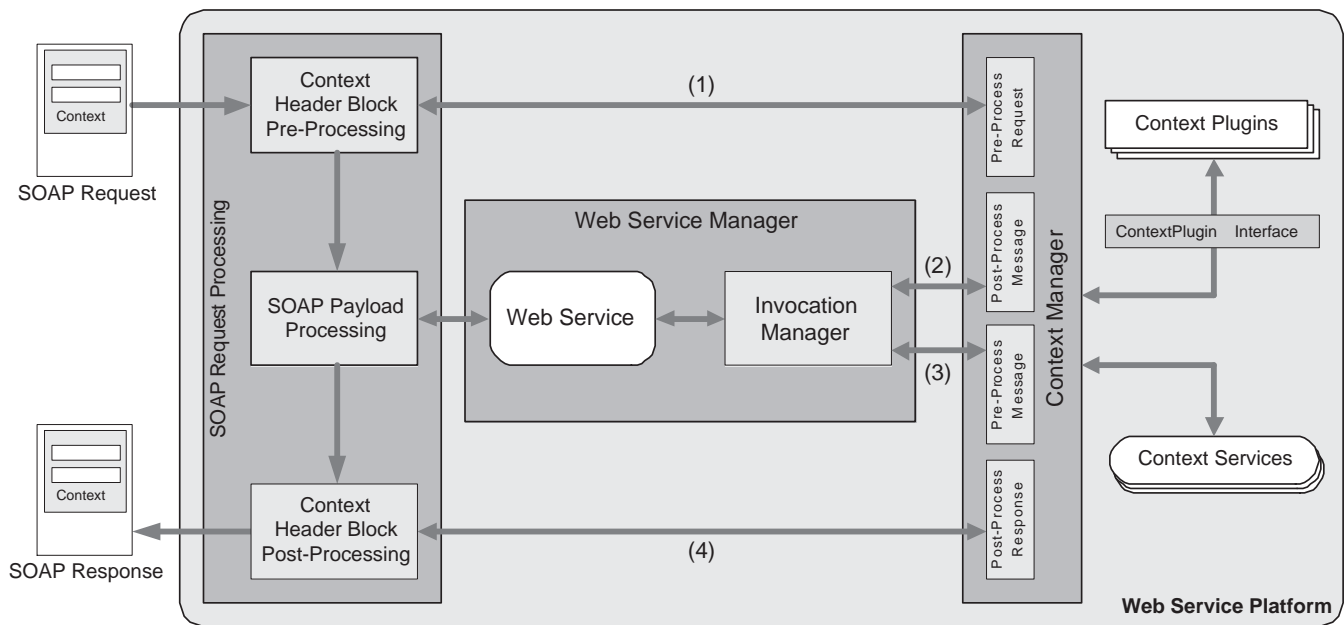 Context
SOAP Request
SOAP Request Processing
Context
Header Block
Pre-Processing
(1)
Pre-Process
Request
Context Plugins
ContextPlugin Interface
Web Service Manager
SOAP Payload
Processing
Web Service
Invocation
Manager
(2)
(3)
Post-Process
Message
Pre-Process
Message
Context Manager
Context Services
Context
SOAP Response
Context
Header Block
Post-Processing
(4)
Post-Process
Response
Web Service Platform